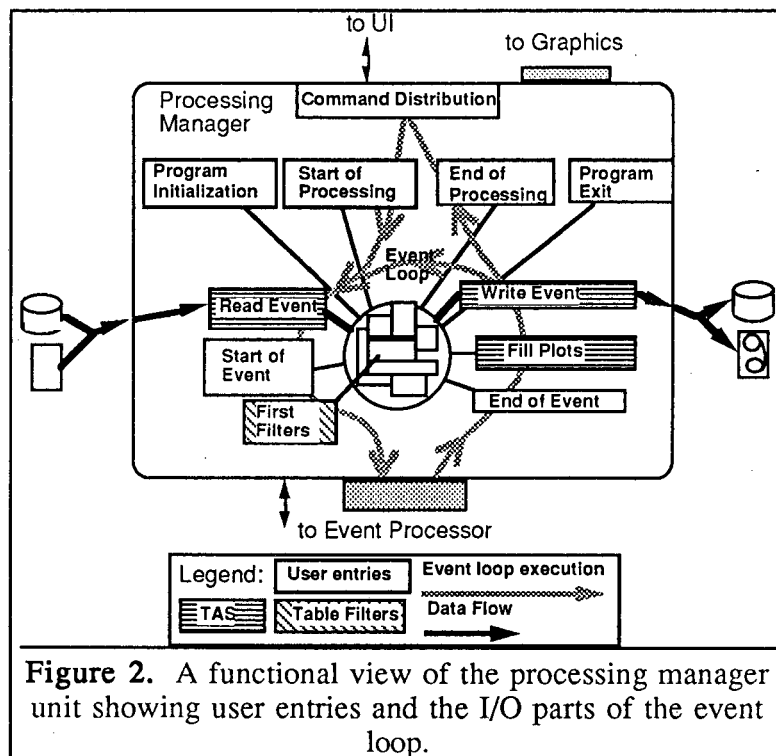 to UI
to Graphics
Processing
Manager
Command Distribution
Program
Initialization
Start of
Processing
End of
Processing
Program
Exit
Event
Loop
Read Event
Write Event
Start of
Event
Fill Plots
First
Filters
End of Event
to Event Processor
Legend:
User entries
Event loop execution
TAS
Table Filters
Data Flow
Figure 2. A functional view of the processing manager
unit showing user entries and the I/O parts of the event
loop.